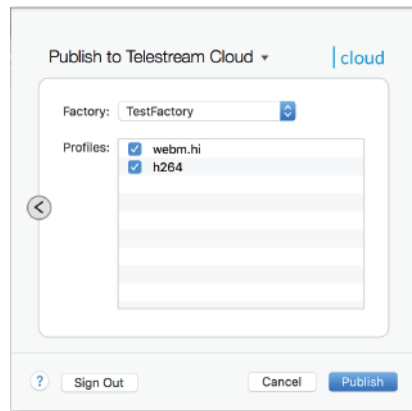 Publish to Telestream Cloud
cloud
Factory: TestFactory
Profiles: webm.hi
h264
? Sign Out Cancel Publish